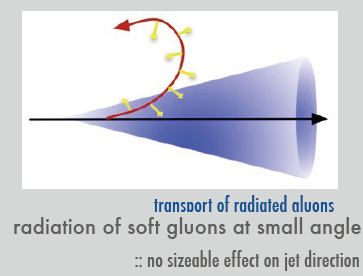 transport of radiated gluons
radiation of soft gluons at small angle
:: no sizeable effect on jet direction